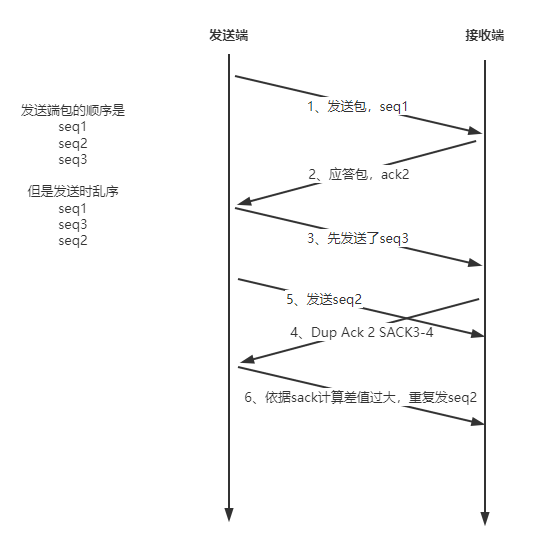 发送端
接收端
发送端包的顺序是
seq1
seq2
seq3
但是发送时乱序
seq1
seq3
seq2
1、发送包，seq1
2、应答包，ack2
3、先发送了seq3
5、发送seq2
4、Dup Ack 2 SACK3-4
6、依据sack计算差值过大，重复发seq2